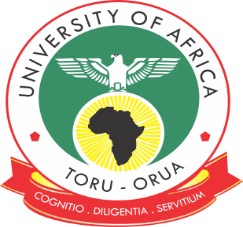 UNIVERSITY OF AFRICA
TORU - ORUA
COGNITIO . DILIGENTIA . SERVITIUM